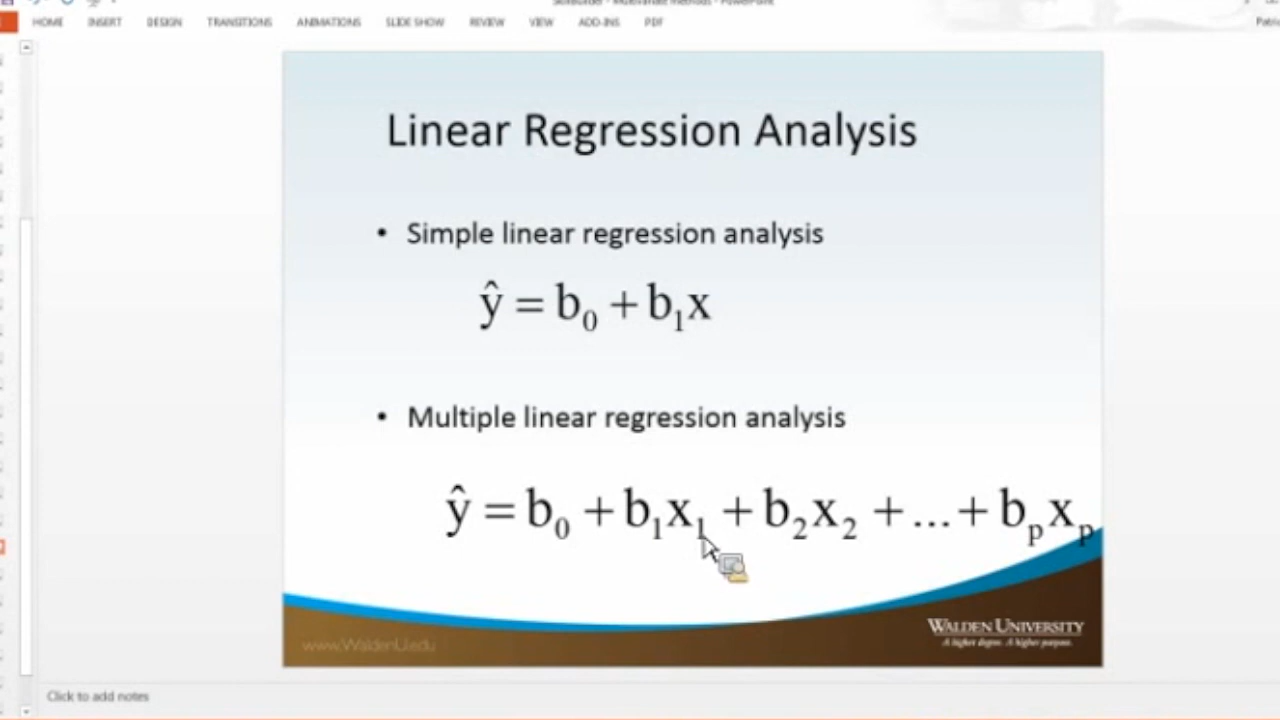 HOME INSERT DESIGN TRANSITIONS ANIMATIONS SLIDE SHOW REVIEW VIEW ADD-INS PDF
Linear Regression Analysis
• Simple linear regression analysis
ŷ = b₀ + b₁x
• Multiple linear regression analysis
ŷ = b₀ + b₁x₁ + b₂x₂ + ... + bₚxₚ
www.WaldenU.edu
WALDEN UNIVERSITY
A higher degree. A higher purpose.
Click to add notes